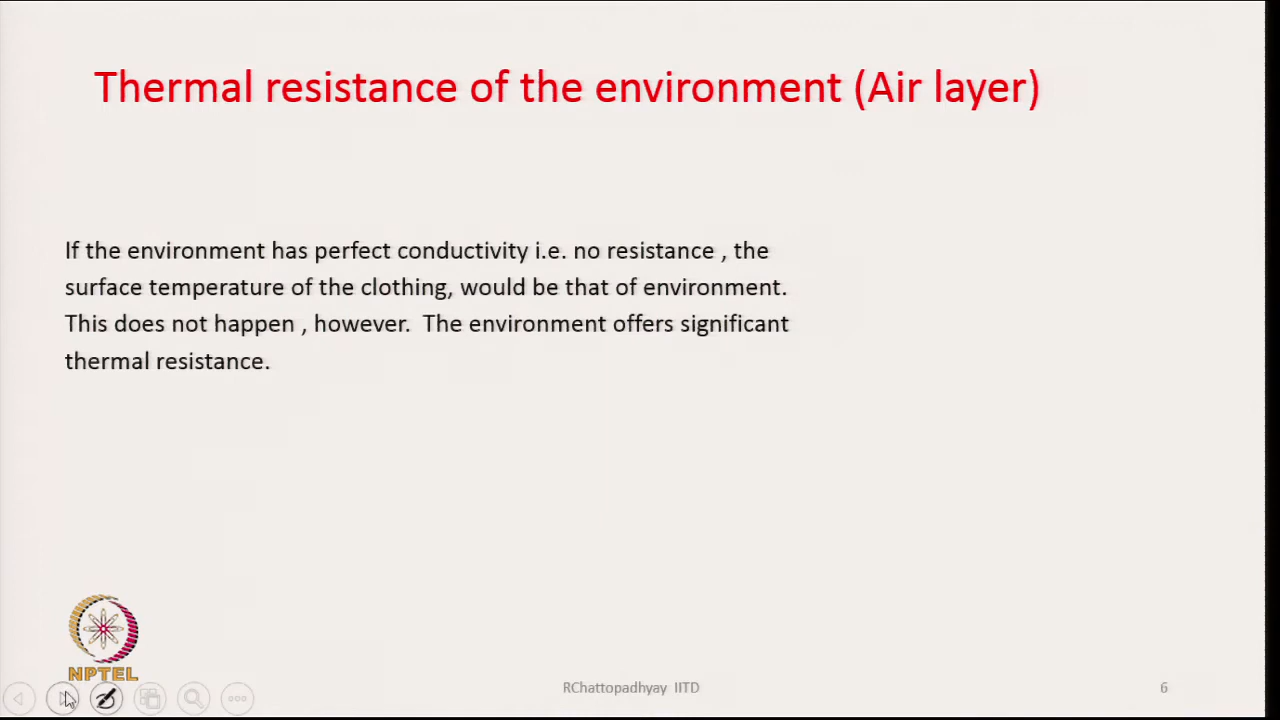 Thermal resistance of the environment (Air layer)
If the environment has perfect conductivity i.e. no resistance , the
surface temperature of the clothing, would be that of environment.
This does not happen , however.  The environment offers significant
thermal resistance.
NPTEL
RChattopadhyay  IITD
6